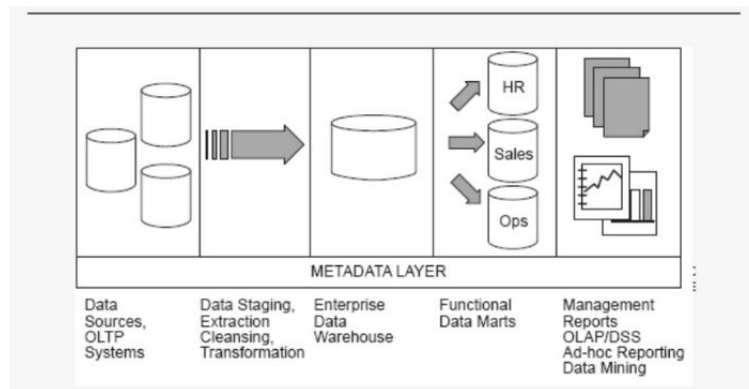 HR
Sales
Ops
METADATA LAYER
Data
Sources,
OLTP
Systems
Data Staging,
Extraction
Cleansing,
Transformation
Enterprise
Data
Warehouse
Functional
Data Marts
Management
Reports
OLAP/DSS
Ad-hoc Reporting
Data Mining